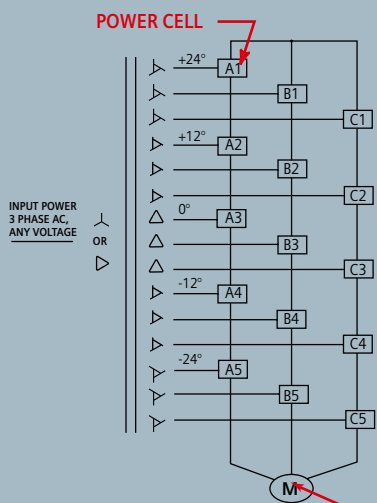 POWER CELL
+24°
A1
B1
C1
+12°
A2
B2
C2
INPUT POWER
3 PHASE AC,
ANY VOLTAGE
OR
0°
A3
B3
C3
-12°
A4
B4
C4
-24°
A5
B5
C5
M